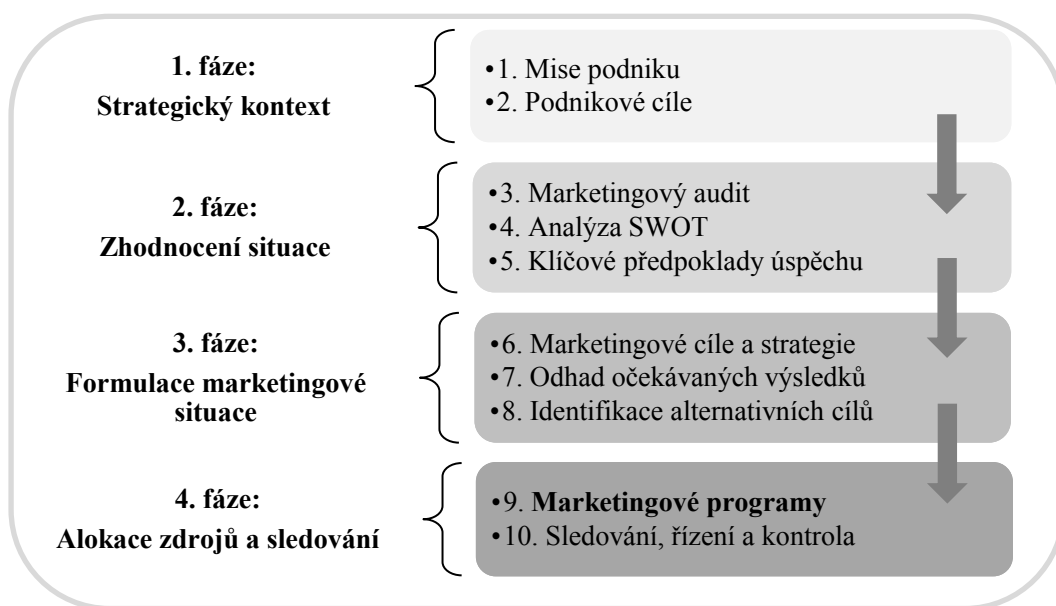 1. fáze:
Strategický kontext
•1. Mise podniku
•2. Podnikové cíle
2. fáze:
Zhodnocení situace
•3. Marketingový audit
•4. Analýza SWOT
•5. Klíčové předpoklady úspěchu
3. fáze:
Formulace marketingové
situace
•6. Marketingové cíle a strategie
•7. Odhad očekávaných výsledků
•8. Identifikace alternativních cílů
4. fáze:
Alokace zdrojů a sledování
•9. Marketingové programy
•10. Sledování, řízení a kontrola